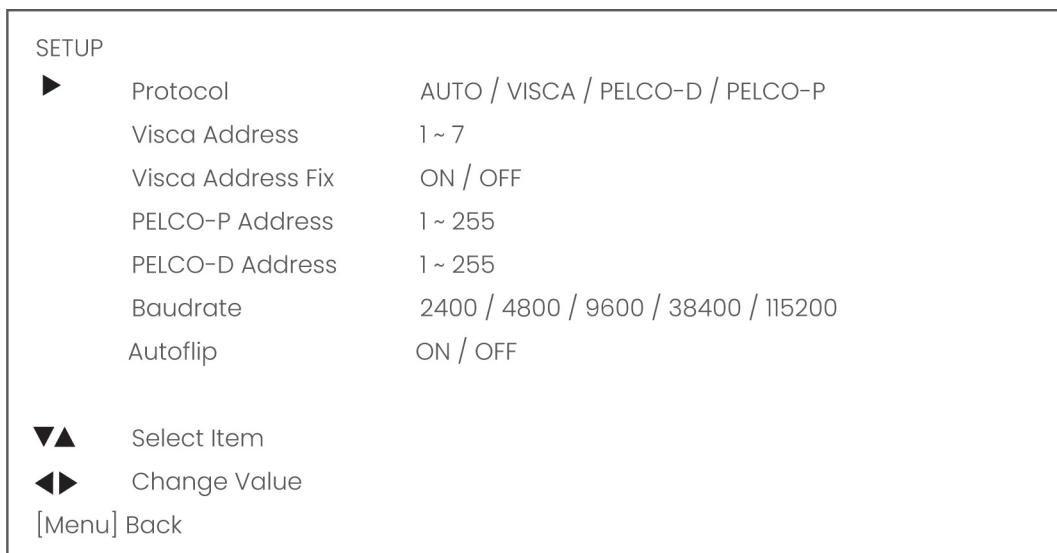 SETUP
▶ Protocol AUTO / VISCA / PELCO-D / PELCO-P
Visca Address 1 ~ 7
Visca Address Fix ON / OFF
PELCO-P Address 1 ~ 255
PELCO-D Address 1 ~ 255
Baudrate 2400 / 4800 / 9600 / 38400 / 115200
Autoflip ON / OFF
▼▲ Select Item
◀▶ Change Value
[Menu] Back